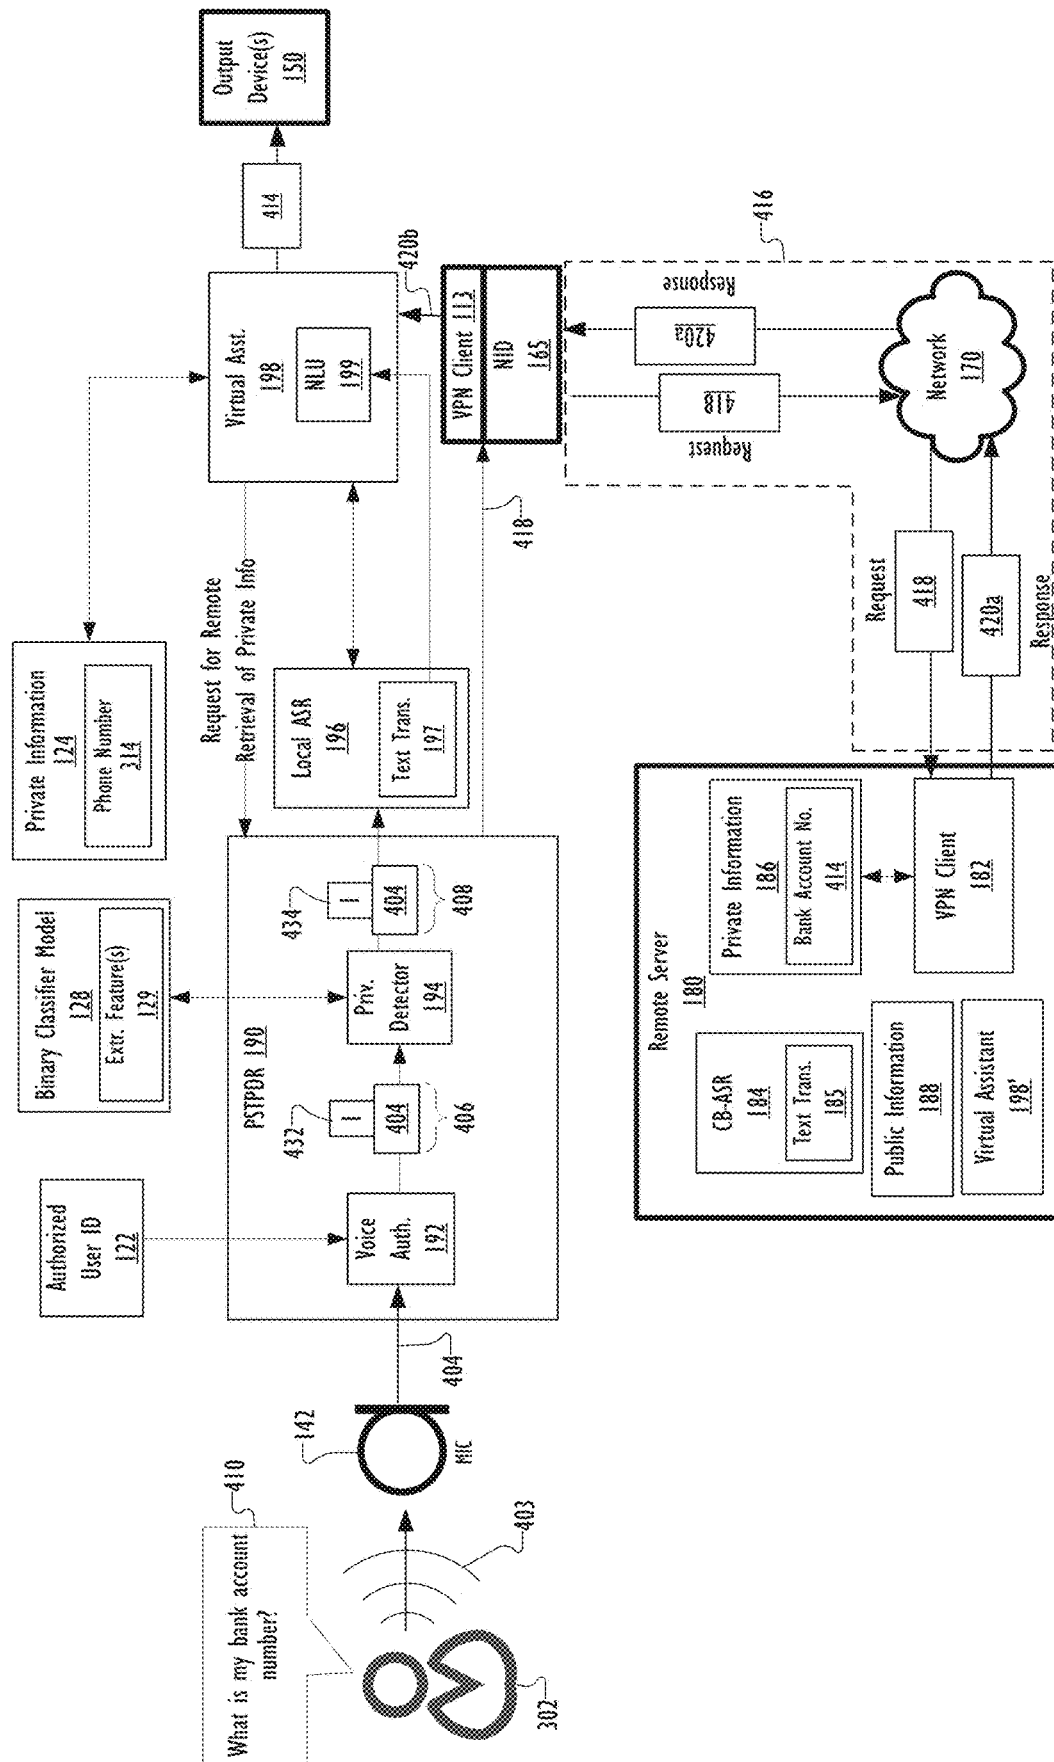 What is my bank account
number?
410
302
403
142
MIC
404
Authorized
User ID
122
PSTPDR 190
Voice
Auth.
192
432
I
404
406
Binary Classifier Model
128
Extr. Feature(s)
129
Priv.
Detector
194
434
I
404
408
Private Information
124
Phone Number
314
Request for Remote
Retrieval of Private Info
Local ASR
196
Text Trans.
197
Virtual Asst.
198
NLU
199
414
Output
Device(s)
150
418
420b
VPN Client 113
NID
165
416
Request
418
Response
420a
Network
170
Request
418
420a
Response
Remote Server
180
CB-ASR
184
Text Trans.
185
Private Information
186
Bank Account No.
414
Public Information
188
Virtual Assistant
198'
VPN Client
182